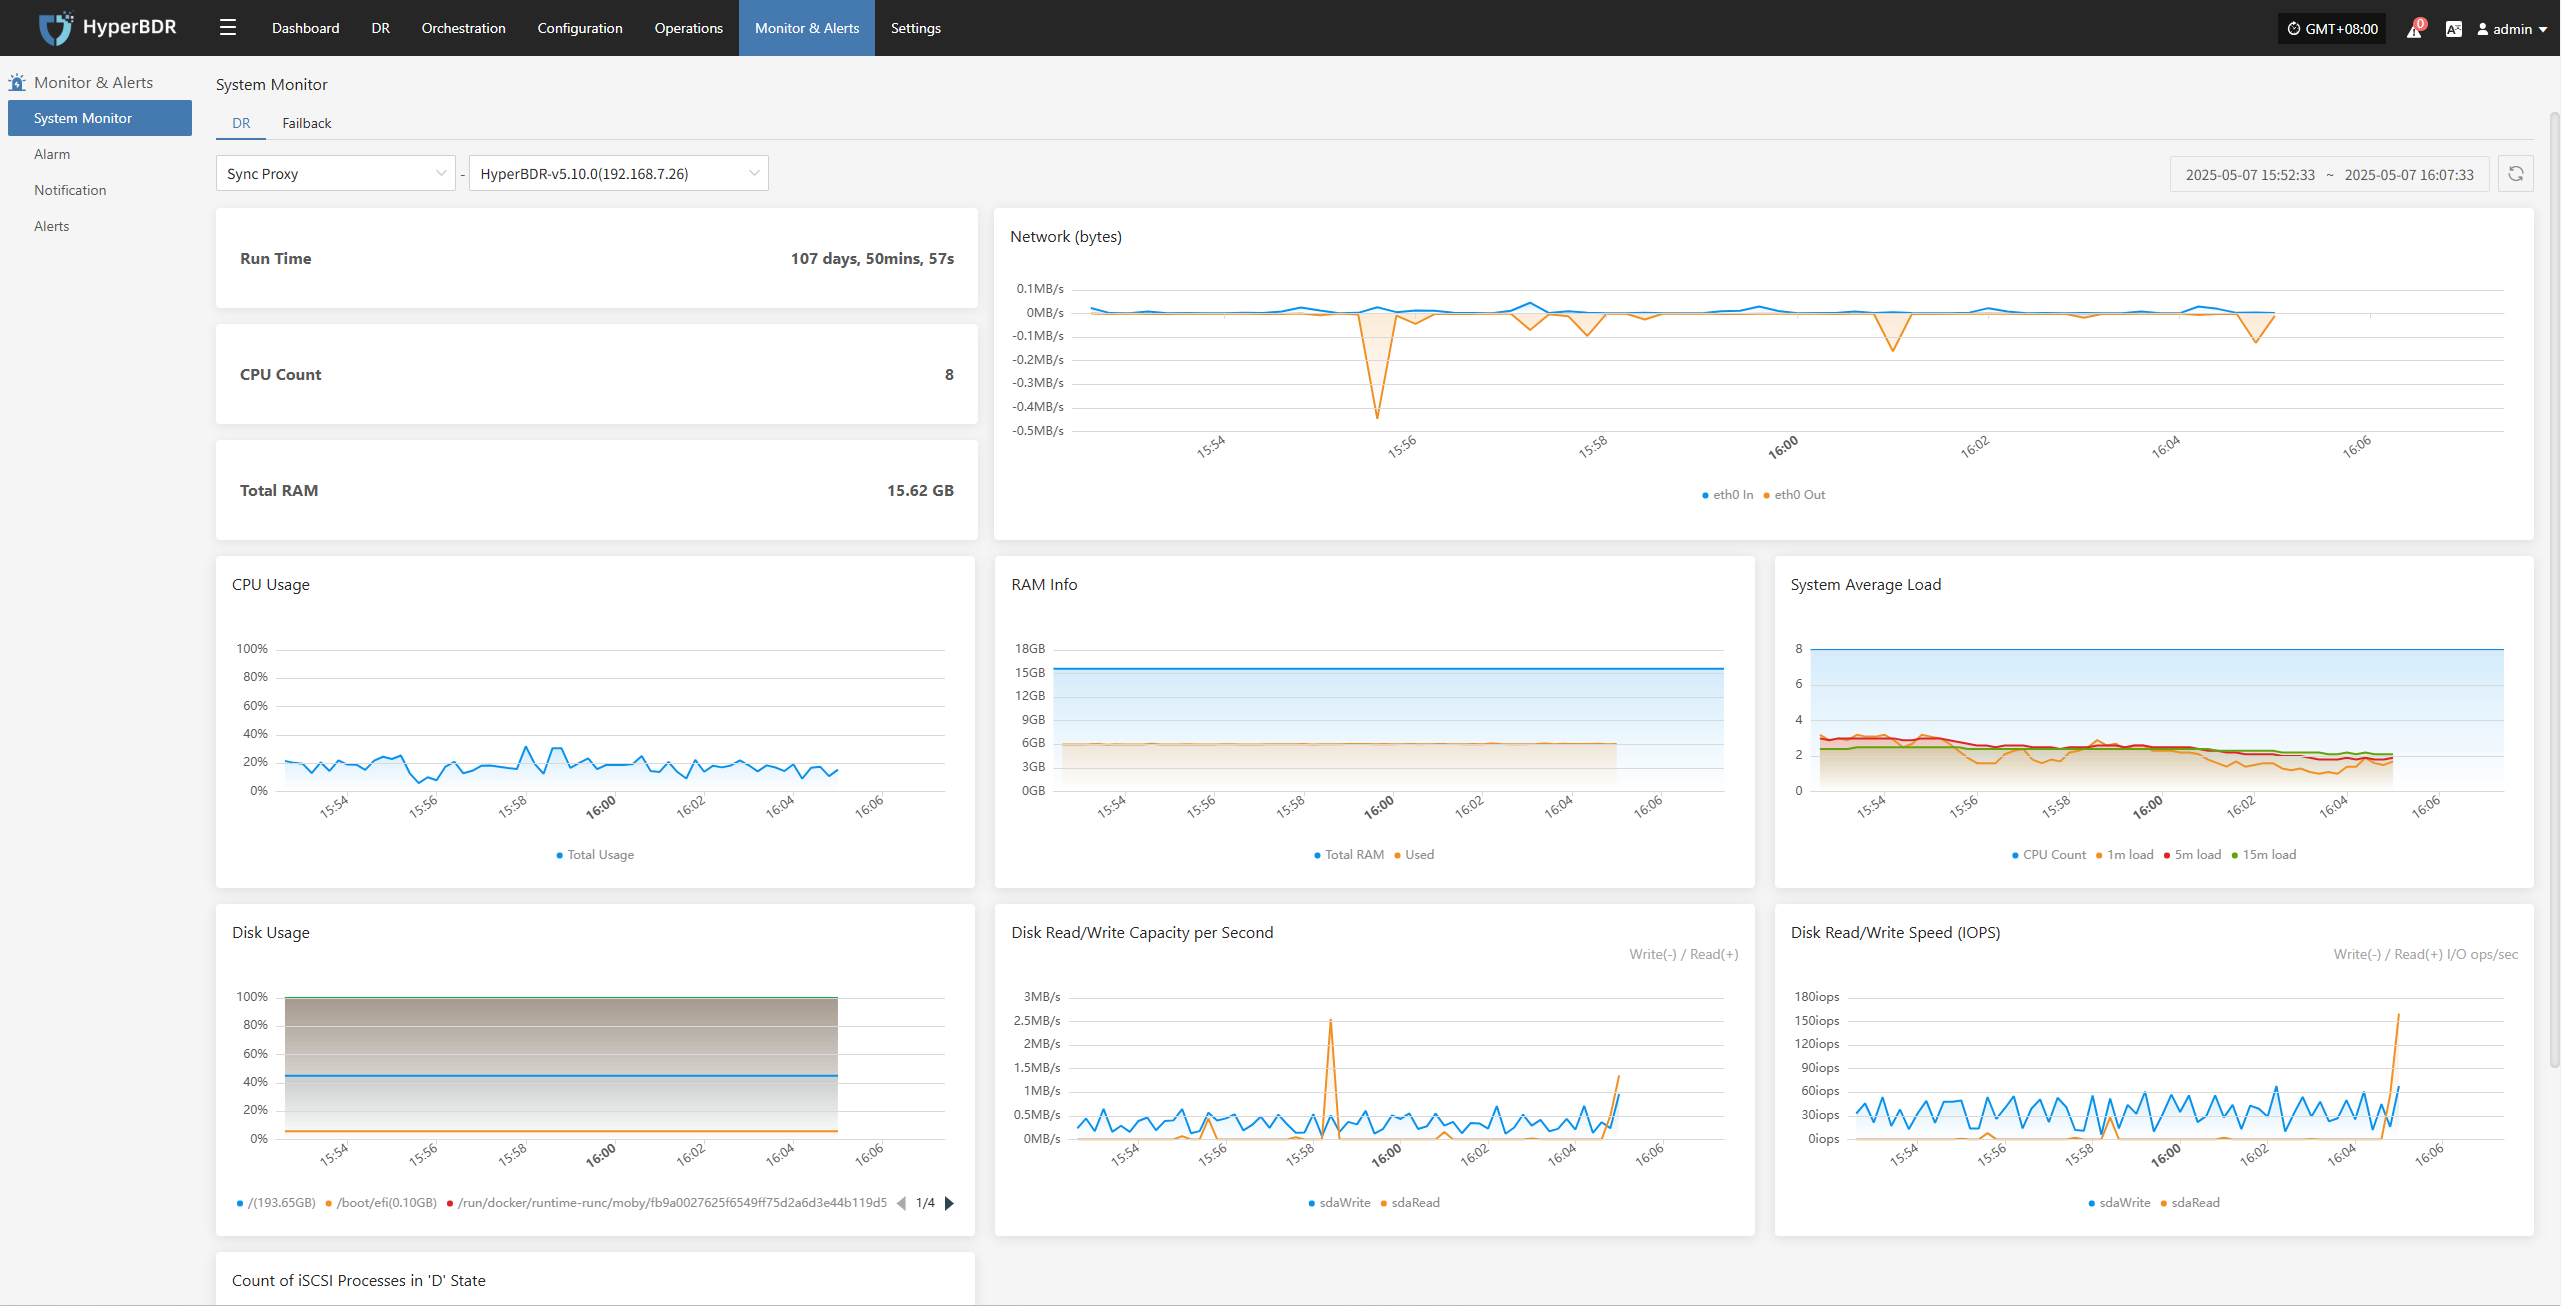 HyperBDR
Dashboard DR Orchestration Configuration Operations Monitor & Alerts Settings
GMT+08:00 0 admin
Monitor & Alerts
System Monitor
Alarm
Notification
Alerts
System Monitor
DR Failback
Sync Proxy - HyperBDR-v5.10.0(192.168.7.26)
2025-05-07 15:52:33 ~ 2025-05-07 16:07:33
Run Time 107 days, 50mins, 57s
CPU Count 8
Total RAM 15.62 GB
Network (bytes)
0.1MB/s
0MB/s
-0.1MB/s
-0.2MB/s
-0.3MB/s
-0.4MB/s
-0.5MB/s
15:54 15:56 15:58 16:00 16:02 16:04 16:06
eth0 In eth0 Out
CPU Usage
100%
80%
60%
40%
20%
0%
15:54 15:56 15:58 16:00 16:02 16:04 16:06
Total Usage
RAM Info
18GB
15GB
12GB
9GB
6GB
3GB
0GB
15:54 15:56 15:58 16:00 16:02 16:04 16:06
Total RAM Used
System Average Load
8
6
4
2
0
15:54 15:56 15:58 16:00 16:02 16:04 16:06
CPU Count 1m load 5m load 15m load
Disk Usage
100%
80%
60%
40%
20%
0%
15:54 15:56 15:58 16:00 16:02 16:04 16:06
/(193.65GB) /boot/efi(0.10GB) /run/docker/runtime-runc/moby/fb9a0027625f6549ff75d2a6d3e44b119d5 1/4
Disk Read/Write Capacity per Second
Write(-) / Read(+)
3MB/s
2.5MB/s
2MB/s
1.5MB/s
1MB/s
0.5MB/s
0MB/s
15:54 15:56 15:58 16:00 16:02 16:04 16:06
sdaWrite sdaRead
Disk Read/Write Speed (IOPS)
Write(-) / Read(+) I/O ops/sec
180iops
150iops
120iops
90iops
60iops
30iops
0iops
15:54 15:56 15:58 16:00 16:02 16:04 16:06
sdaWrite sdaRead
Count of iSCSI Processes in 'D' State